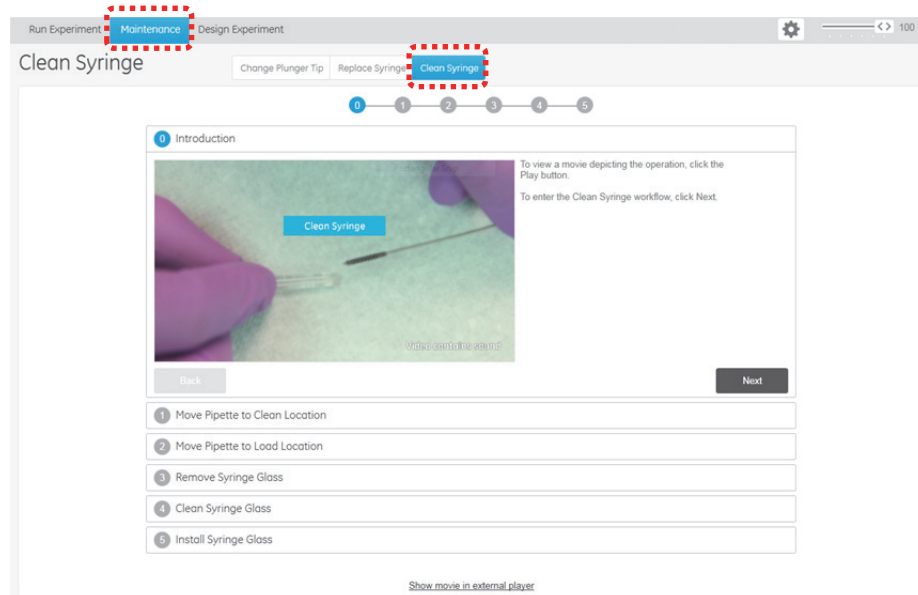 Run Experiment Maintenance Design Experiment 100
Clean Syringe
Change Plunger Tip Replace Syringe Clean Syringe
0 1 2 3 4 5
0 Introduction
To view a movie depicting the operation, click the
Play button.
To enter the Clean Syringe workflow, click Next.
Clean Syringe
Video contains sound
Back Next
1 Move Pipette to Clean Location
2 Move Pipette to Load Location
3 Remove Syringe Glass
4 Clean Syringe Glass
5 Install Syringe Glass
Show movie in external player